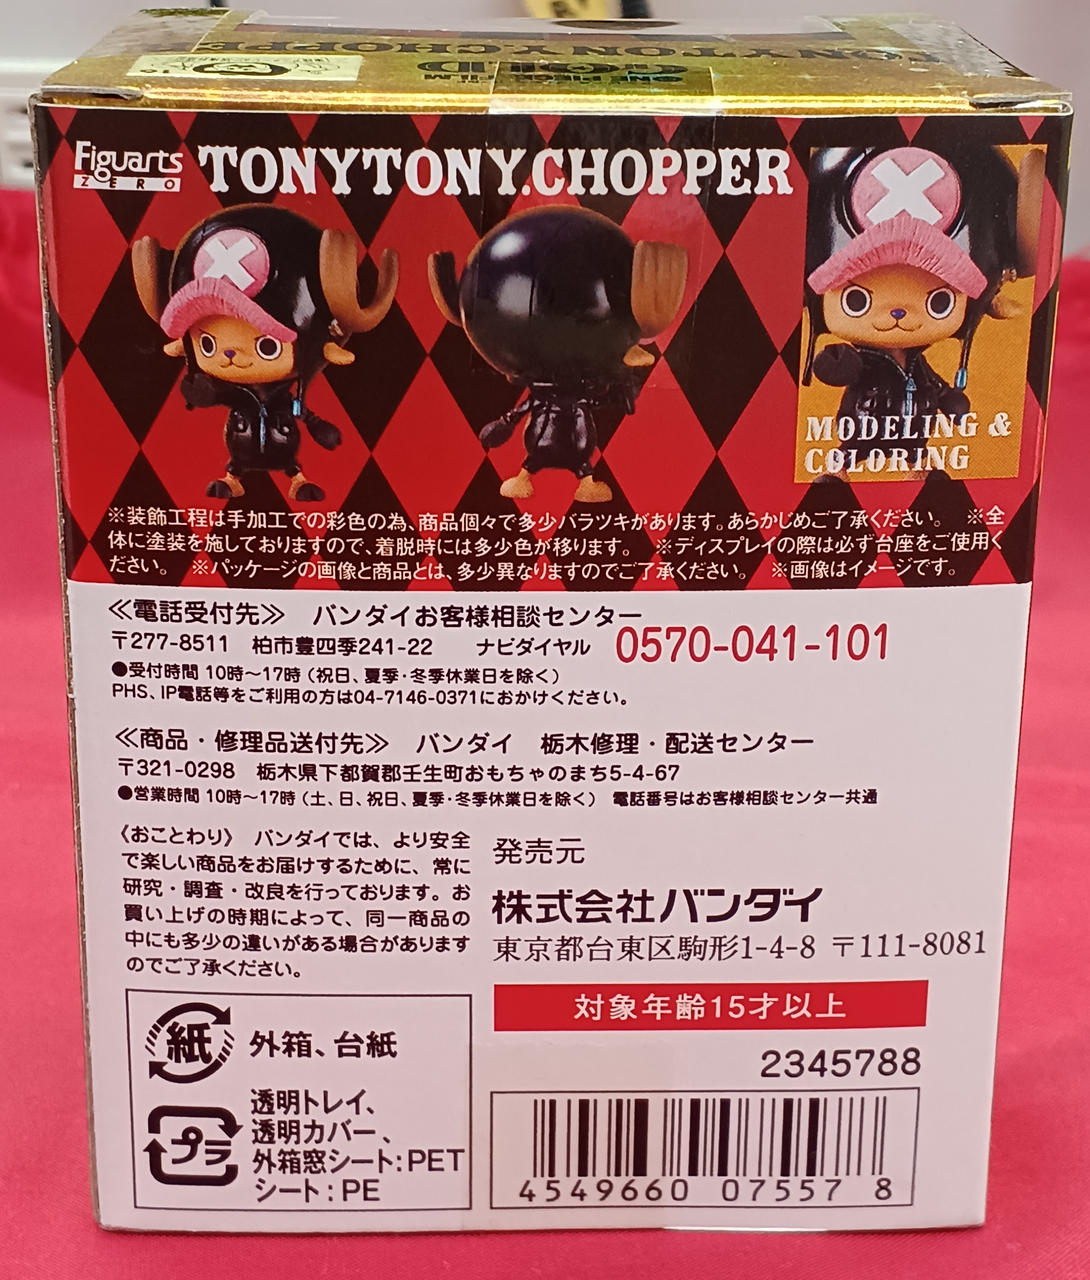 TONYTONY.CHOPPER
GOLD
ONE PIECE FILM
Figuarts
ZERO
TONYTONY.CHOPPER
MODELING &
COLORING
※装飾工程は手加工での彩色の為、商品個々で多少バラツキがあります。あらかじめご了承ください。 ※全
体に塗装を施しておりますので、着脱時には多少色が移ります。 ※ディスプレイの際は必ず台座をご使用く
ださい。 ※パッケージの画像と商品とは、多少異なりますのでご了承ください。 ※画像はイメージです。
≪電話受付先≫ バンダイお客様相談センター
〒277-8511 柏市豊四季241-22 ナビダイヤル 0570-041-101
●受付時間 10時〜17時（祝日、夏季・冬季休業日を除く）
PHS、IP電話等をご利用の方は04-7146-0371におかけください。
≪商品・修理品送付先≫ バンダイ 栃木修理・配送センター
〒321-0298 栃木県下都賀郡壬生町おもちゃのまち5-4-67
●営業時間 10時〜17時（土、日、祝日、夏季・冬季休業日を除く） 電話番号はお客様相談センター共通
《おことわり》 バンダイでは、より安全
で楽しい商品をお届けするために、常に
研究・調査・改良を行っております。お
買い上げの時期によって、同一商品の
中にも多少の違いがある場合があります
のでご了承ください。
発売元
株式会社バンダイ
東京都台東区駒形1-4-8 〒111-8081
対象年齢15才以上
2345788
紙
外箱、台紙
プラ
透明トレイ、
透明カバー、
外箱窓シート:PET
シート:PE
4549660 07557 8